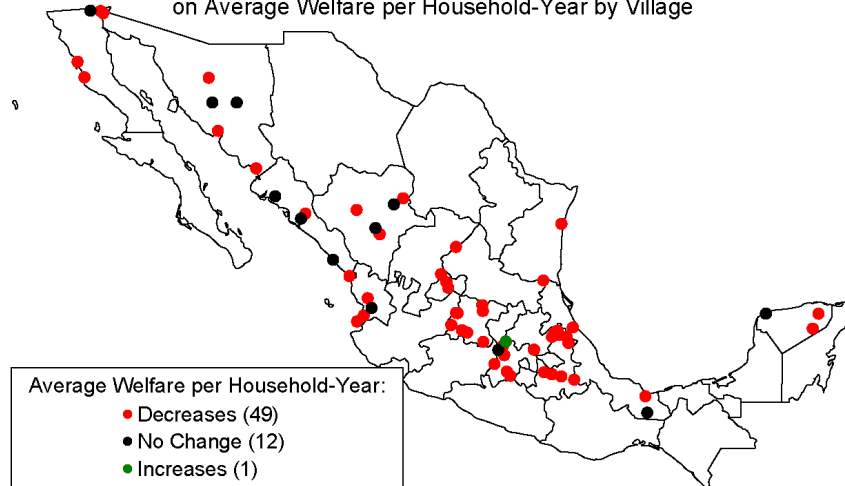 on Average Welfare per Household-Year by Village
Average Welfare per Household-Year:
Decreases (49)
No Change (12)
Increases (1)